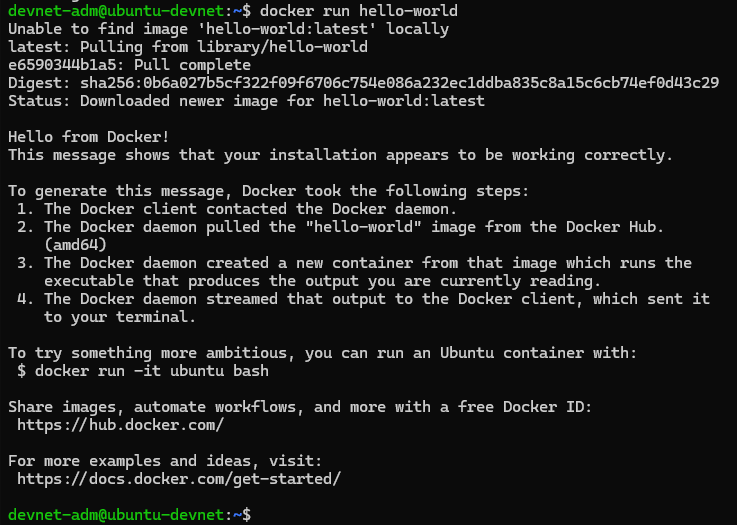 devnet-adm@ubuntu-devnet:~$ docker run hello-world
Unable to find image 'hello-world:latest' locally
latest: Pulling from library/hello-world
e6590344b1a5: Pull complete
Digest: sha256:0b6a027b5cf322f09f6706c754e086a232ec1ddba835c8a15c6cb74ef0d43c29
Status: Downloaded newer image for hello-world:latest

Hello from Docker!
This message shows that your installation appears to be working correctly.

To generate this message, Docker took the following steps:
 1. The Docker client contacted the Docker daemon.
 2. The Docker daemon pulled the "hello-world" image from the Docker Hub.
    (amd64)
 3. The Docker daemon created a new container from that image which runs the
    executable that produces the output you are currently reading.
 4. The Docker daemon streamed that output to the Docker client, which sent it
    to your terminal.

To try something more ambitious, you can run an Ubuntu container with:
 $ docker run -it ubuntu bash

Share images, automate workflows, and more with a free Docker ID:
 https://hub.docker.com/

For more examples and ideas, visit:
 https://docs.docker.com/get-started/

devnet-adm@ubuntu-devnet:~$